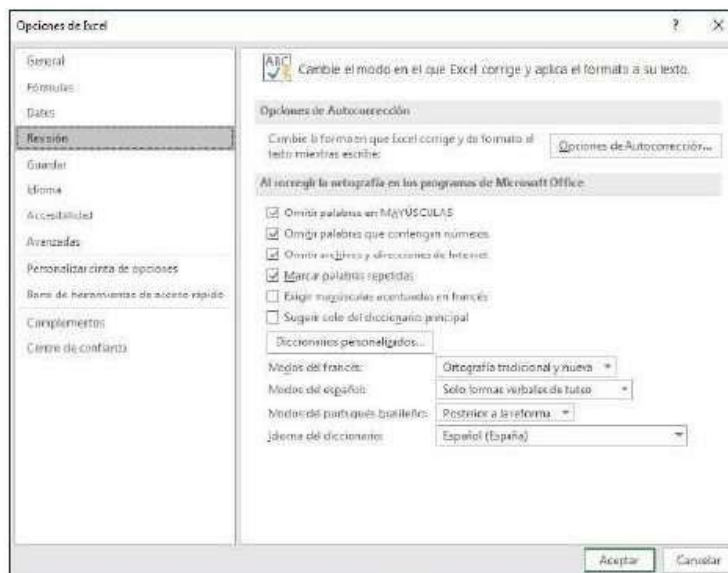 Opciones de Excel
? ×
General
Fórmulas
Datos
Revisión
Guardar
Idioma
Accesibilidad
Avanzadas
Personalizar cinta de opciones
Barra de herramientas de acceso rápido
Complementos
Centro de confianza
ABC
Cambie el modo en el que Excel corrige y aplica el formato a su texto.
Opciones de Autocorrección
Cambie la forma en que Excel corrige y da formato al
texto mientras escribe:
Opciones de Autocorrección...
Al corregir la ortografía en los programas de Microsoft Office
Omitir palabras en MAYÚSCULAS
Omitir palabras que contengan números
Omitir archivos y direcciones de Internet
Marcar palabras repetidas
Exigir mayúsculas acentuadas en francés
Sugerir solo del diccionario principal
Diccionarios personalizados...
Modos del francés: Ortografía tradicional y nueva
Modos del español: Solo formas verbales de tuteo
Modos del portugués brasileño: Posterior a la reforma
Idioma del diccionario: Español (España)
Aceptar Cancelar